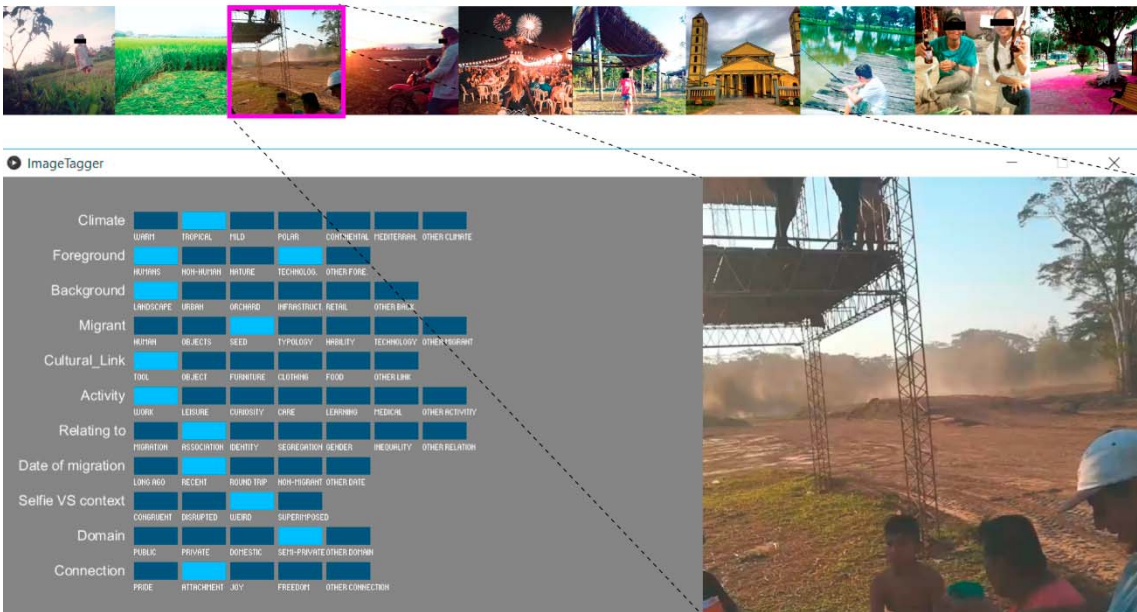 ImageTagger
Climate
WARM TROPICAL MILD POLAR CONTINENTAL MEDITERRAN. OTHER CLIMATE
Foreground
HUMANS NON-HUMAN NATURE TECHNOLOG. OTHER FORE.
Background
LANDSCAPE URBAN ORCHARD INFRASTRUCT. RETAIL OTHER BACK
Migrant
HUMAN OBJECTS SEED TYPOLOGY HABILITY TECHNOLOGY OTHER MIGRANT
Cultural_Link
TOOL OBJECT FURNITURE CLOTHING FOOD OTHER LINK
Activity
WORK LEISURE CURIOSITY CARE LEARNING MEDICAL OTHER ACTIVITIY
Relating to
MIGRATION ASSOCIATION IDENTITY SEGREGATION GENDER INEQUALITY OTHER RELATION
Date of migration
LONG AGO RECENT ROUND TRIP NON-MIGRANT OTHER DATE
Selfie VS context
CONGRUENT DISRUPTED WEIRD SUPERIMPOSED
Domain
PUBLIC PRIVATE DOMESTIC SEMI-PRIVATE OTHER DOMAIN
Connection
PRIDE ATTACHMENT JOY FREEDOM OTHER CONNECTION